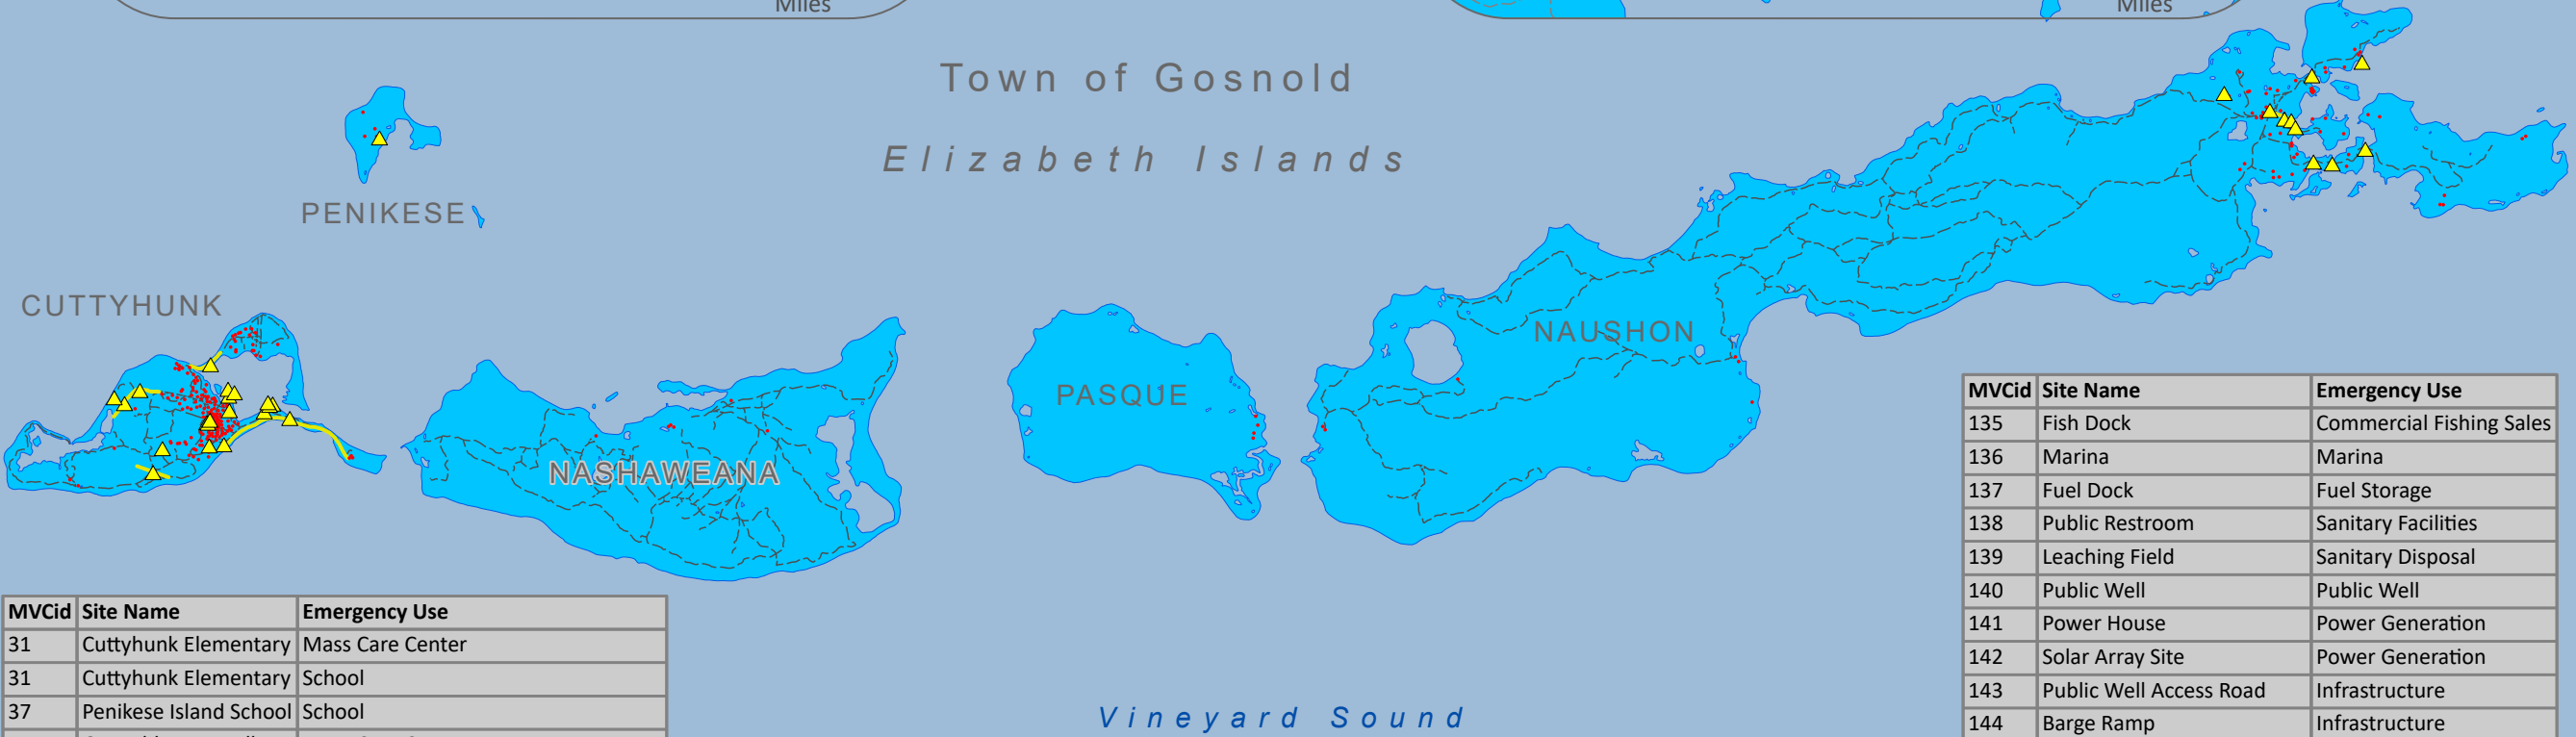 Miles
Miles
Town of Gosnold
Elizabeth Islands
PENIKESE
CUTTYHUNK
NAUSHON
PASQUE
NASHAWEANA
MVCid Site Name Emergency Use
135 Fish Dock Commercial Fishing Sales
136 Marina Marina
137 Fuel Dock Fuel Storage
138 Public Restroom Sanitary Facilities
139 Leaching Field Sanitary Disposal
140 Public Well Public Well
141 Power House Power Generation
142 Solar Array Site Power Generation
143 Public Well Access Road Infrastructure
144 Barge Ramp Infrastructure
MVCid Site Name Emergency Use
31 Cuttyhunk Elementary Mass Care Center
31 Cuttyhunk Elementary School
37 Penikese Island School School
Vineyard Sound